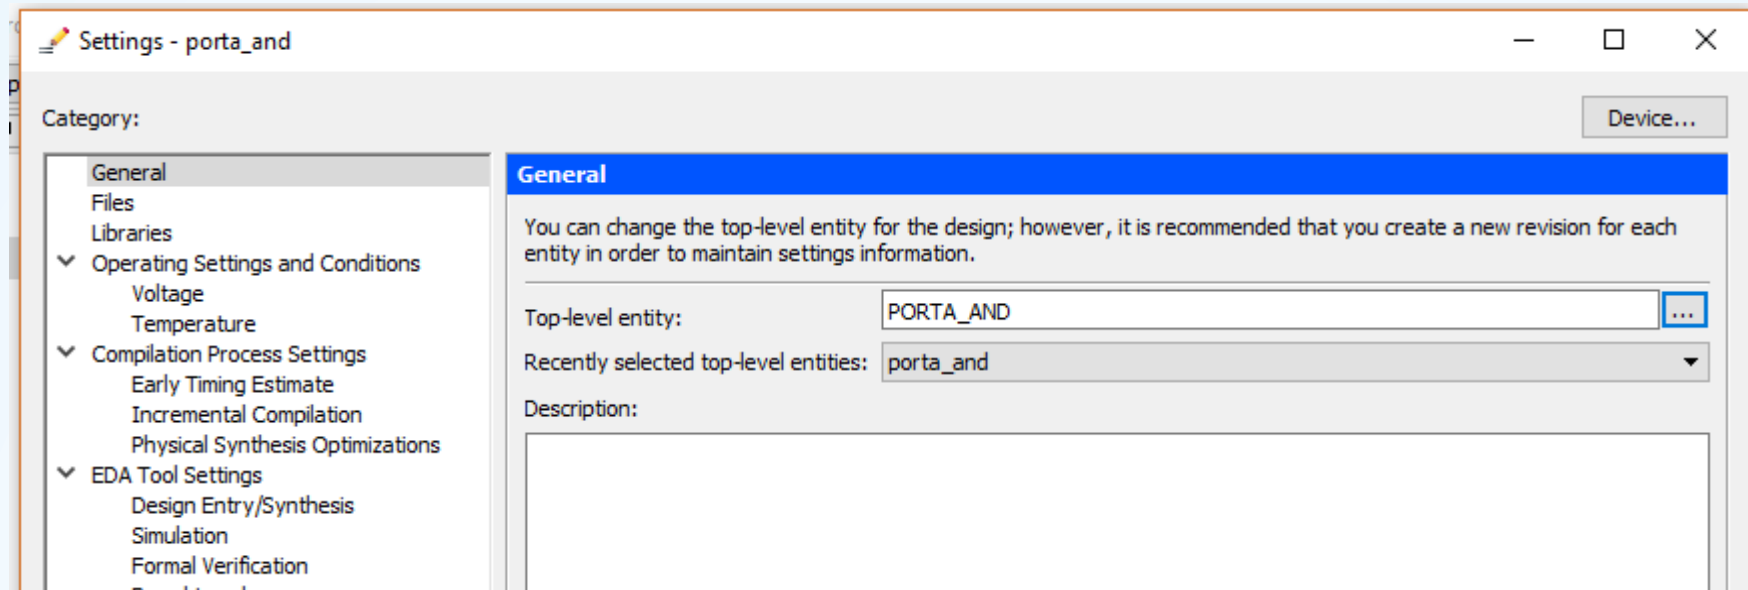 Settings - porta_and
Category:
Device...
General
Files
Libraries
Operating Settings and Conditions
Voltage
Temperature
Compilation Process Settings
Early Timing Estimate
Incremental Compilation
Physical Synthesis Optimizations
EDA Tool Settings
Design Entry/Synthesis
Simulation
Formal Verification
General
You can change the top-level entity for the design; however, it is recommended that you create a new revision for each
entity in order to maintain settings information.
Top-level entity: PORTA_AND ...
Recently selected top-level entities: porta_and
Description: